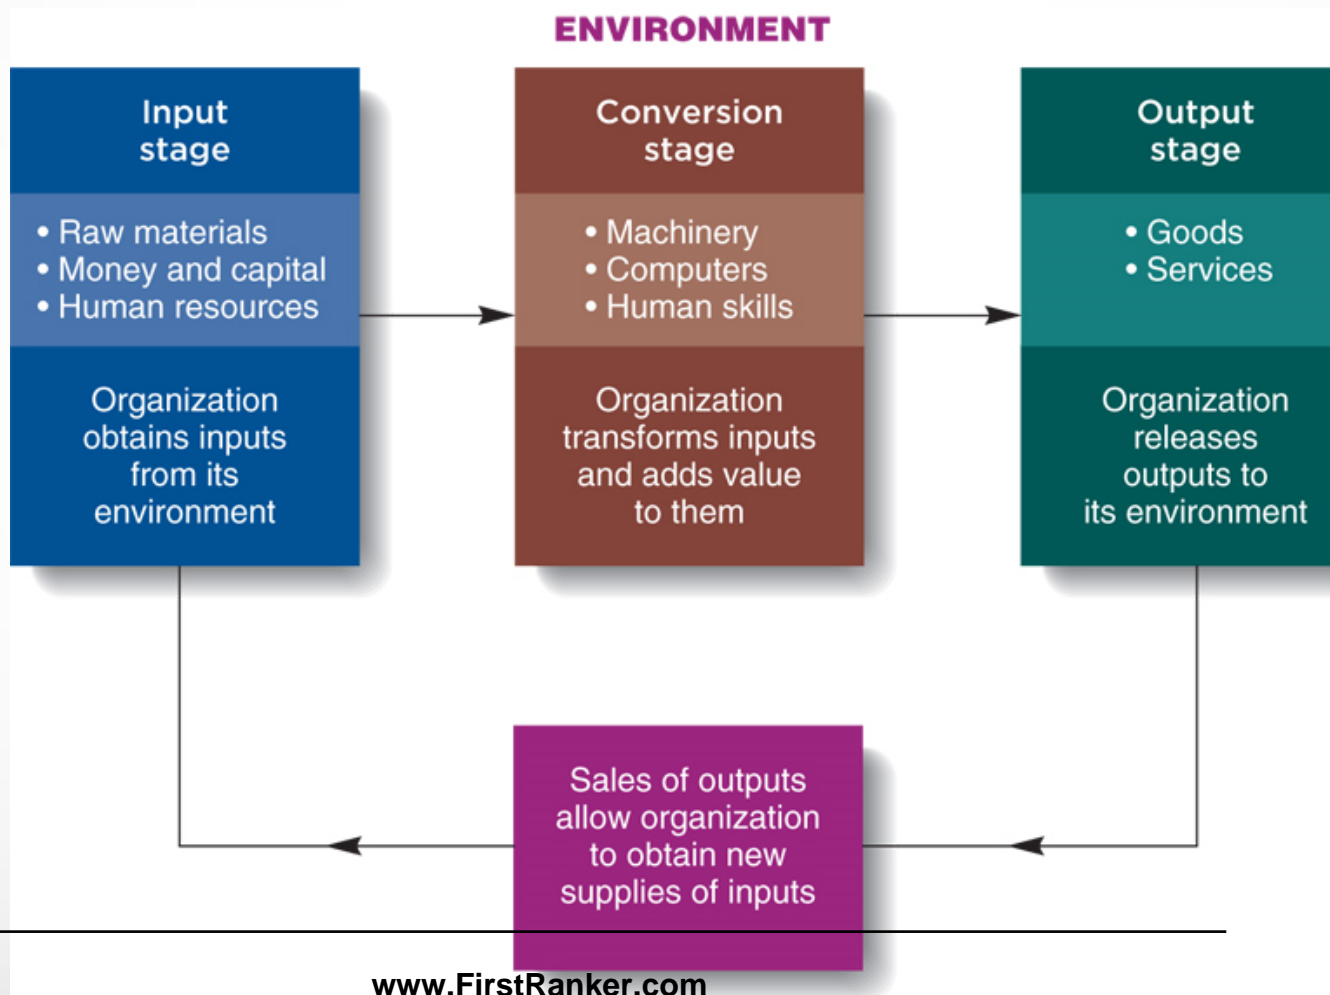 ENVIRONMENT
Input
stage
• Raw materials
• Money and capital
• Human resources
Organization
obtains inputs
from its
environment
Conversion
stage
• Machinery
• Computers
• Human skills
Organization
transforms inputs
and adds value
to them
Output
stage
• Goods
• Services
Organization
releases
outputs to
its environment
Sales of outputs
allow organization
to obtain new
supplies of inputs
www.FirstRanker.com